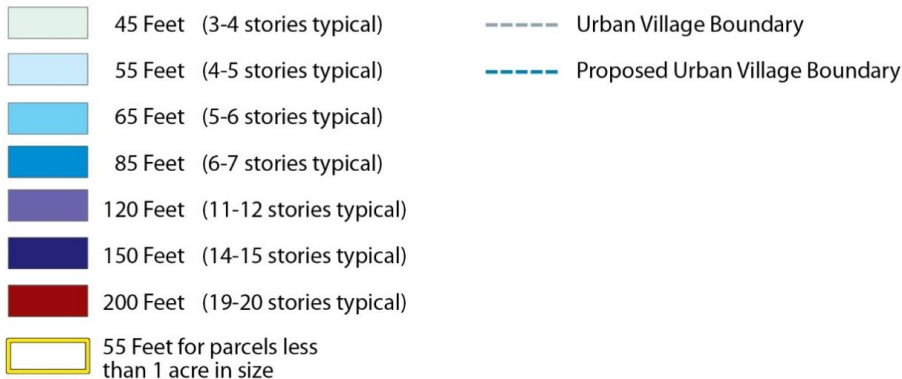 45 Feet (3-4 stories typical)
55 Feet (4-5 stories typical)
65 Feet (5-6 stories typical)
85 Feet (6-7 stories typical)
120 Feet (11-12 stories typical)
150 Feet (14-15 stories typical)
200 Feet (19-20 stories typical)
55 Feet for parcels less
than 1 acre in size
Urban Village Boundary
Proposed Urban Village Boundary